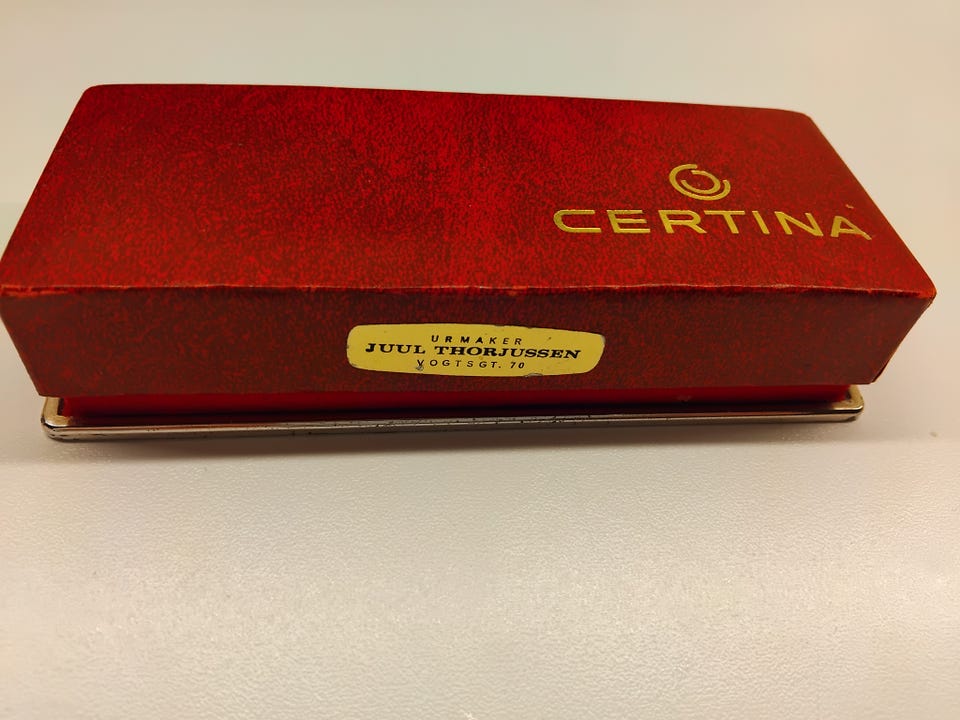 CERTINA
URMAKER
JUUL THORJUSSEN
VOGTSGT. 70